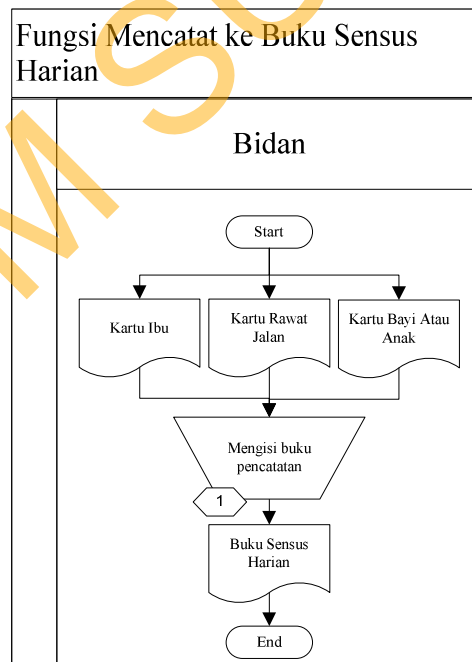 Fungsi Mencatat ke Buku Sensus
Harian
Bidan
Start
Kartu Ibu
Kartu Rawat
Jalan
Kartu Bayi Atau
Anak
Mengisi buku
pencatatan
1
Buku Sensus
Harian
End